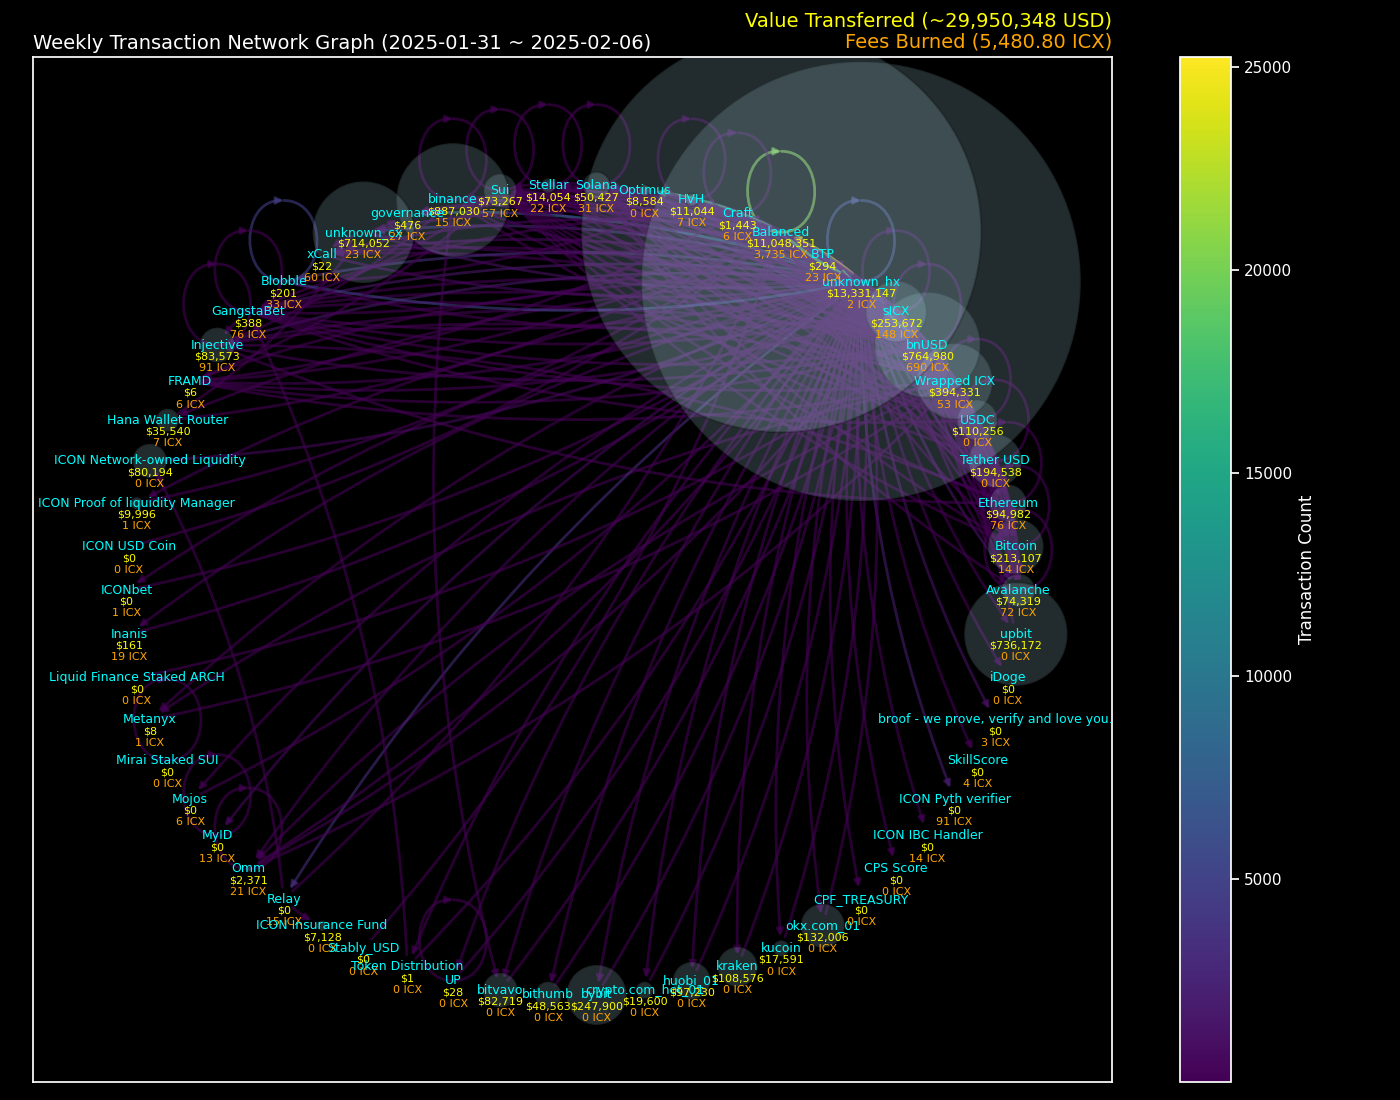 Value Transferred (~29,950,348 USD)
Weekly Transaction Network Graph (2025-01-31 ~ 2025-02-06)
Fees Burned (5,480.80 ICX)
Stellar
$14,054
22 ICX
Solana
$50,427
31 ICX
Optimus
$8,584
0 ICX
HVH
$11,044
7 ICX
Craft
$1,443
6 ICX
Balanced
$11,048,351
3,735 ICX
BTP
$294
23 ICX
unknown_hx
$13,331,147
2 ICX
sICX
$253,672
148 ICX
bnUSD
$764,980
690 ICX
Wrapped ICX
$394,331
53 ICX
USDC
$110,256
0 ICX
Tether USD
$194,538
0 ICX
Ethereum
$94,982
76 ICX
Bitcoin
$213,107
14 ICX
Avalanche
$74,319
72 ICX
upbit
$736,172
0 ICX
iDoge
$0
0 ICX
broof - we prove, verify and love you.
$0
3 ICX
SkillScore
$0
4 ICX
ICON Pyth verifier
$0
91 ICX
ICON IBC Handler
$0
14 ICX
CPS Score
$0
0 ICX
CPF_TREASURY
$0
0 ICX
okx.com_01
$132,006
0 ICX
kucoin
$17,591
0 ICX
kraken
$108,576
0 ICX
huobi_01
$97,230
0 ICX
$19,600
0 ICX
bybit
$247,900
0 ICX
bithumb
$48,563
0 ICX
bitvavo
$82,719
0 ICX
UP
$28
0 ICX
Token Distribution
$1
0 ICX
Stably_USD
$0
0 ICX
ICON Insurance Fund
$7,128
0 ICX
Relay
$0
15 ICX
Omm
$2,371
21 ICX
MyID
$0
13 ICX
Mojos
$0
6 ICX
Mirai Staked SUI
$0
0 ICX
Metanyx
$8
1 ICX
Liquid Finance Staked ARCH
$0
0 ICX
Inanis
$161
19 ICX
ICONbet
$0
1 ICX
ICON USD Coin
$0
0 ICX
ICON Proof of liquidity Manager
$9,996
1 ICX
ICON Network-owned Liquidity
$80,194
0 ICX
Hana Wallet Router
$35,540
7 ICX
FRAMD
$6
6 ICX
Injective
$83,573
91 ICX
GangstaBet
$388
76 ICX
Blobble
$201
33 ICX
xCall
$22
60 ICX
unknown_cx
$714,052
23 ICX
governance
$476
ICX
binance
$887,030
15 ICX
Sui
$73,267
57 ICX
25000
20000
15000
10000
5000
Transaction Count